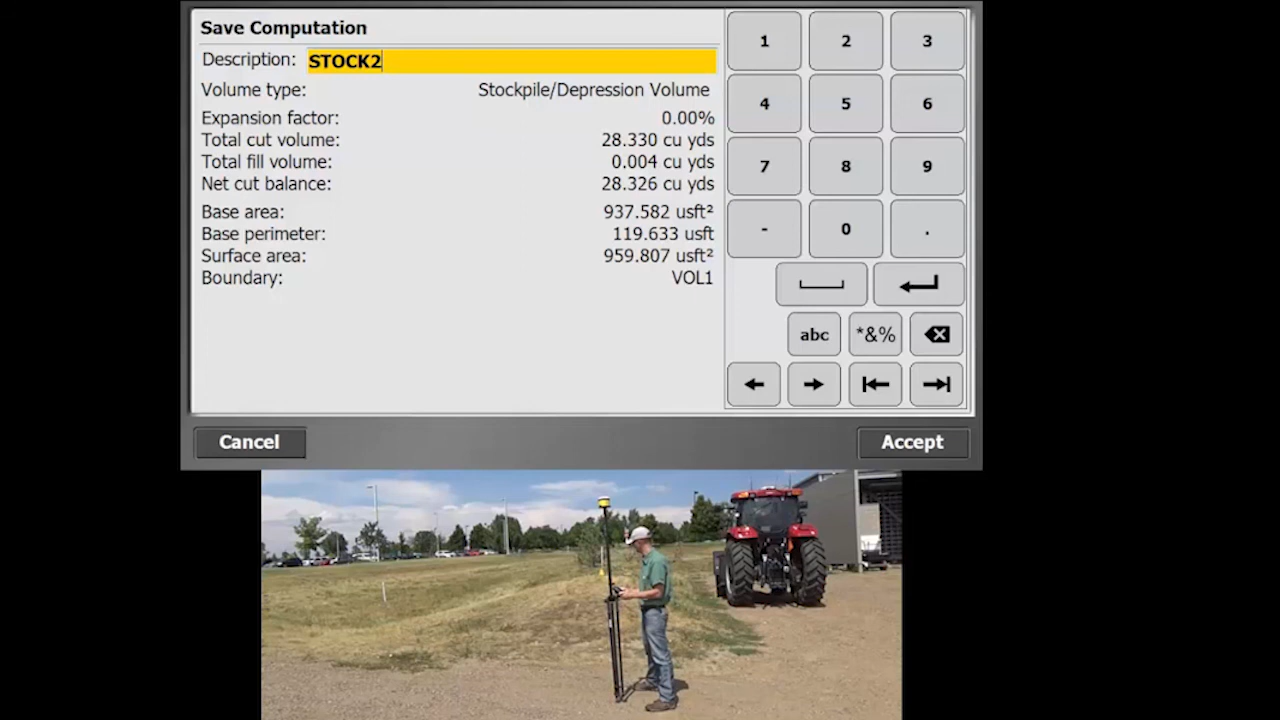 Save Computation
Description: STOCK2
Volume type: Stockpile/Depression Volume
Expansion factor: 0.00%
Total cut volume: 28.330 cu yds
Total fill volume: 0.004 cu yds
Net cut balance: 28.326 cu yds
Base area: 937.582 usft²
Base perimeter: 119.633 usft
Surface area: 959.807 usft²
Boundary: VOL1
1 2 3
4 5 6
7 8 9
- 0 .
abc *&%
Cancel Accept